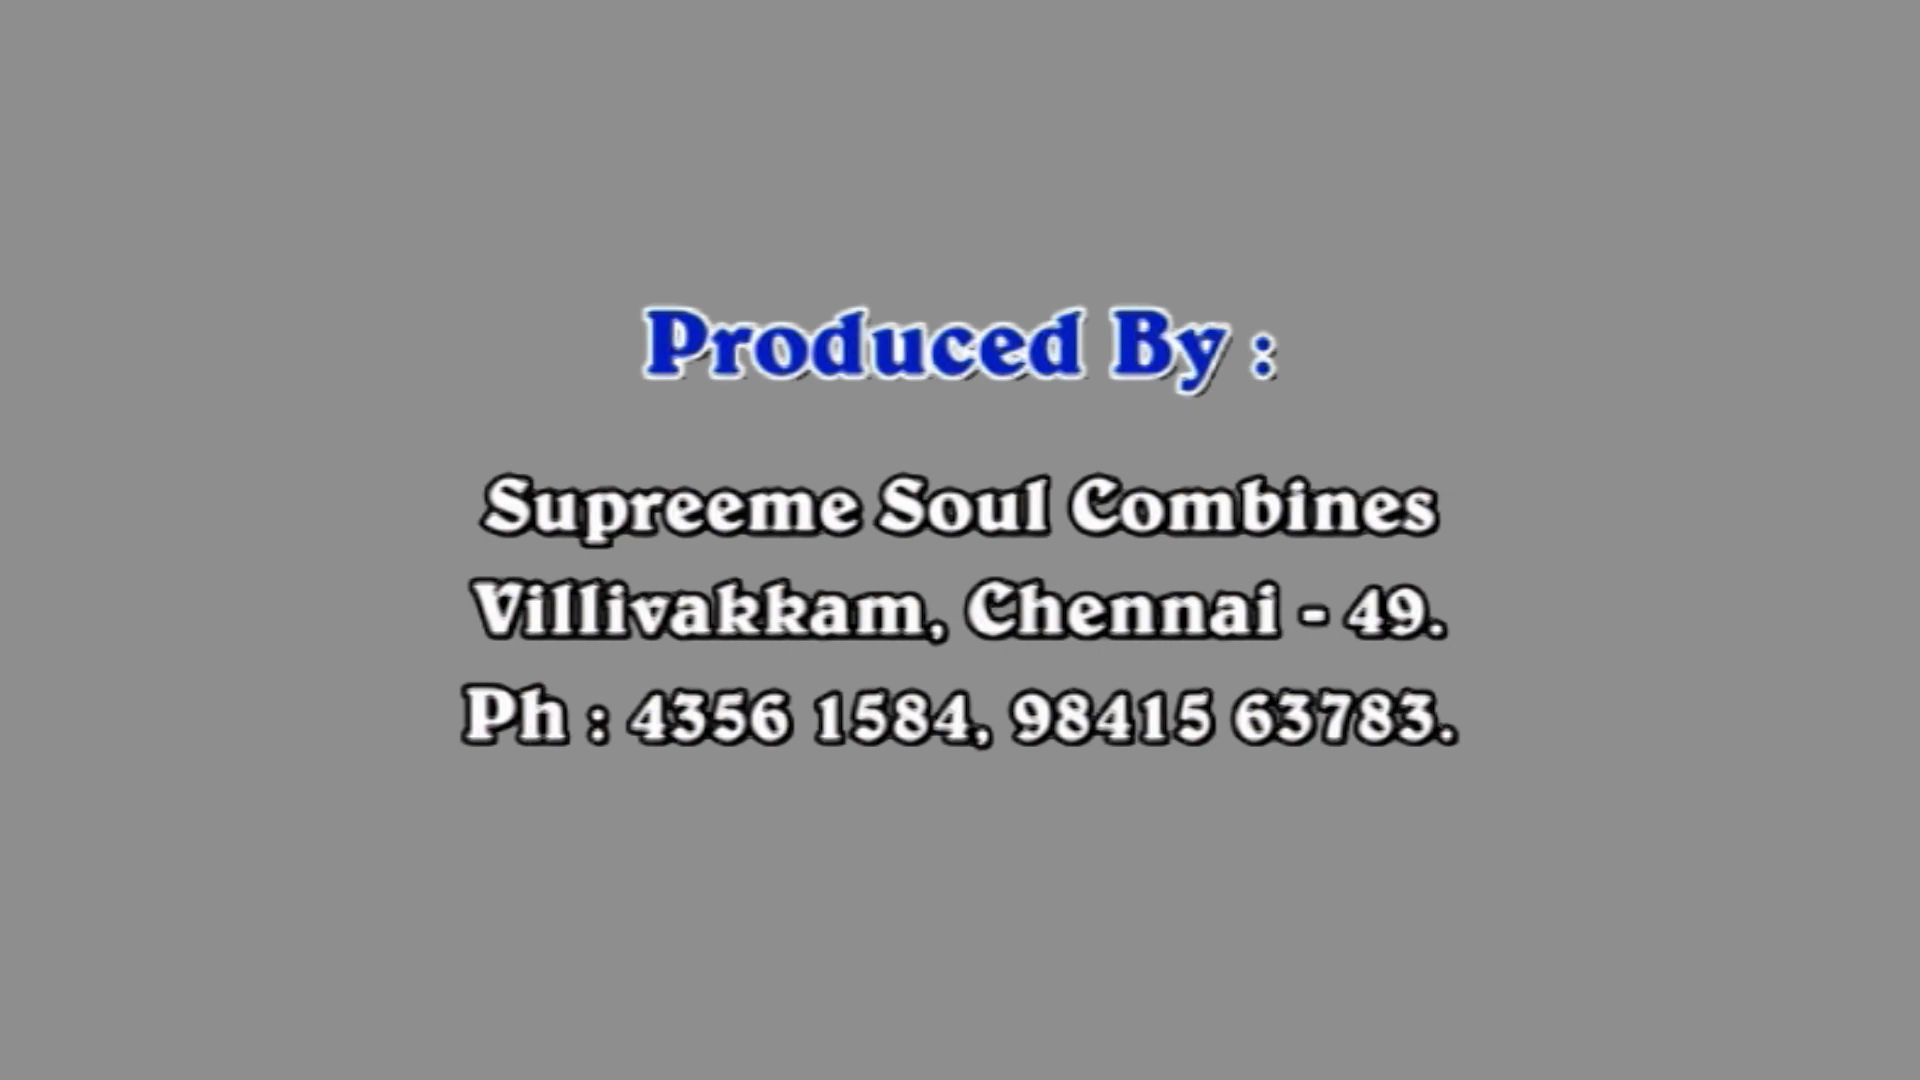 Produced By :
Supreeme Soul Combines
Villivakkam, Chennai - 49.
Ph : 4356 1584, 98415 63783.